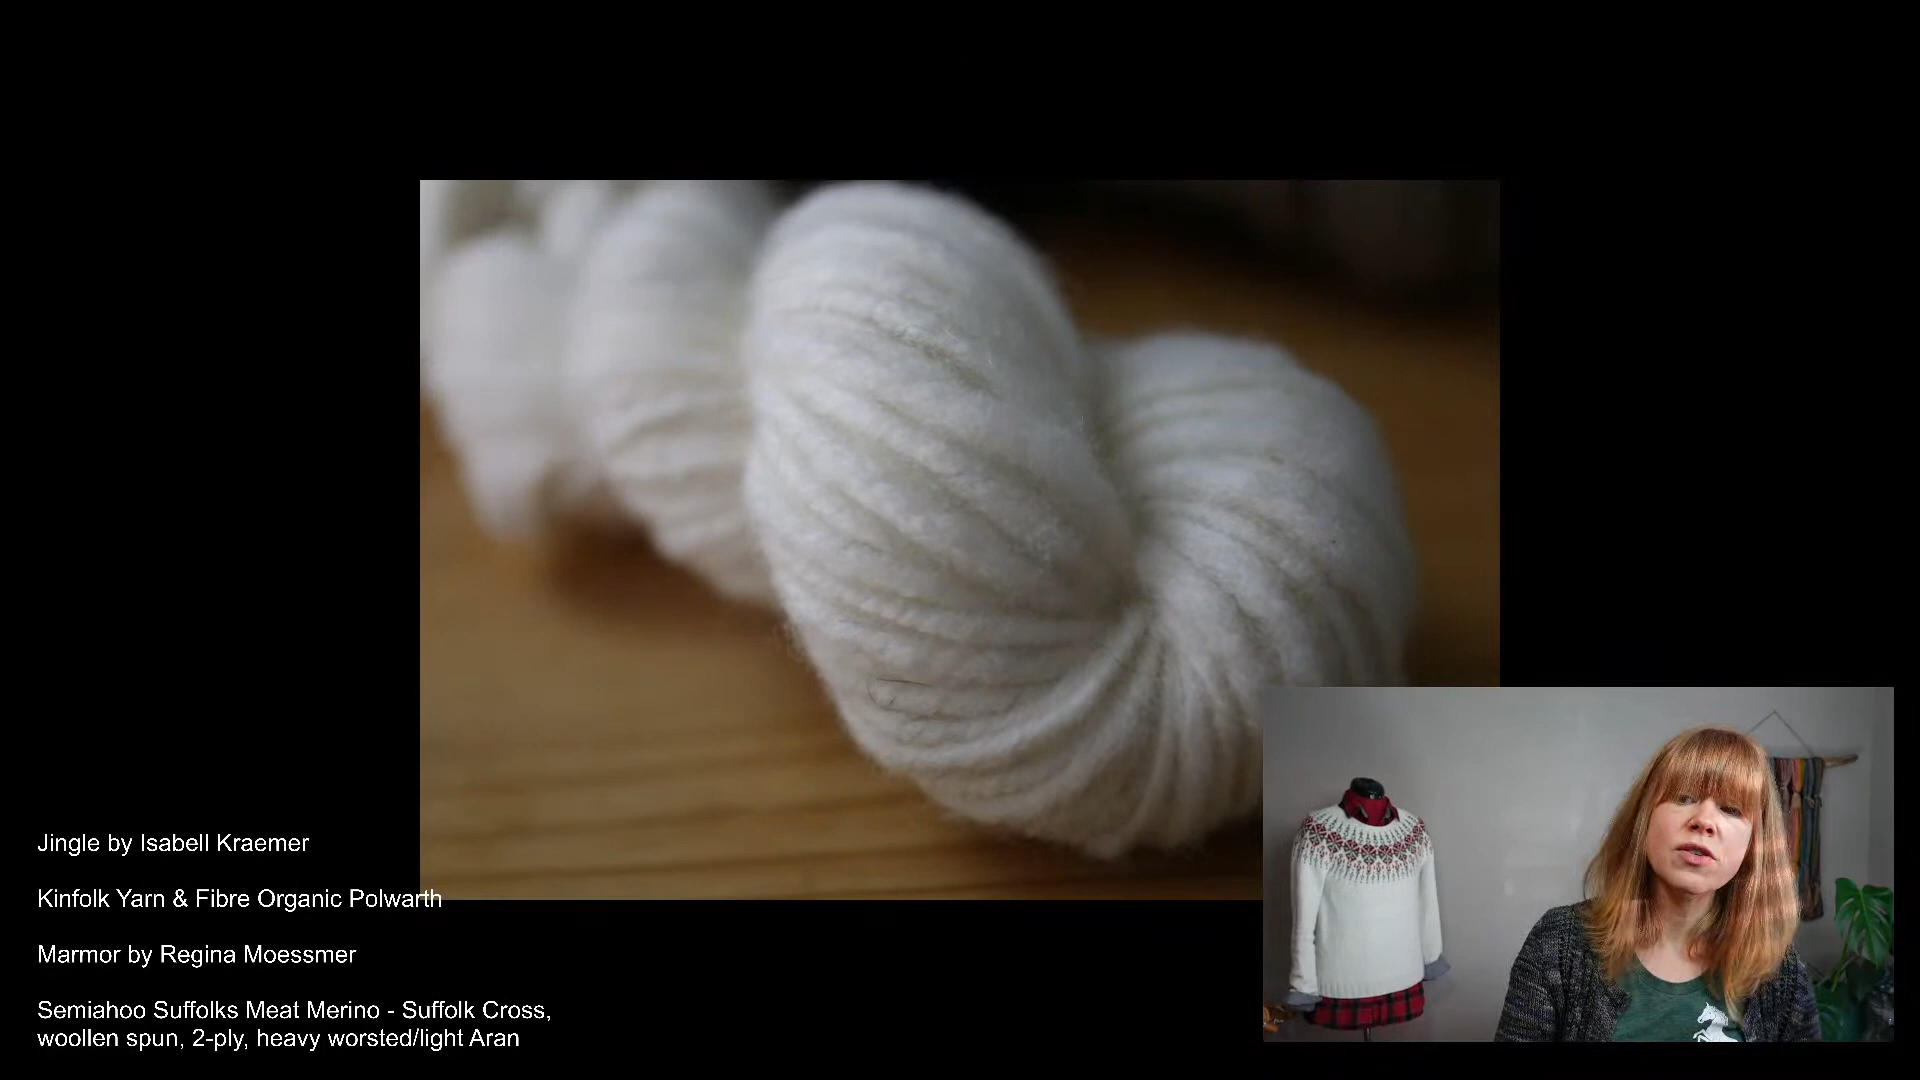 Jingle by Isabell Kraemer
Kinfolk Yarn & Fibre Organic Polwarth
Marmor by Regina Moessmer
Semiahoo Suffolks Meat Merino - Suffolk Cross,
woollen spun, 2-ply, heavy worsted/light Aran